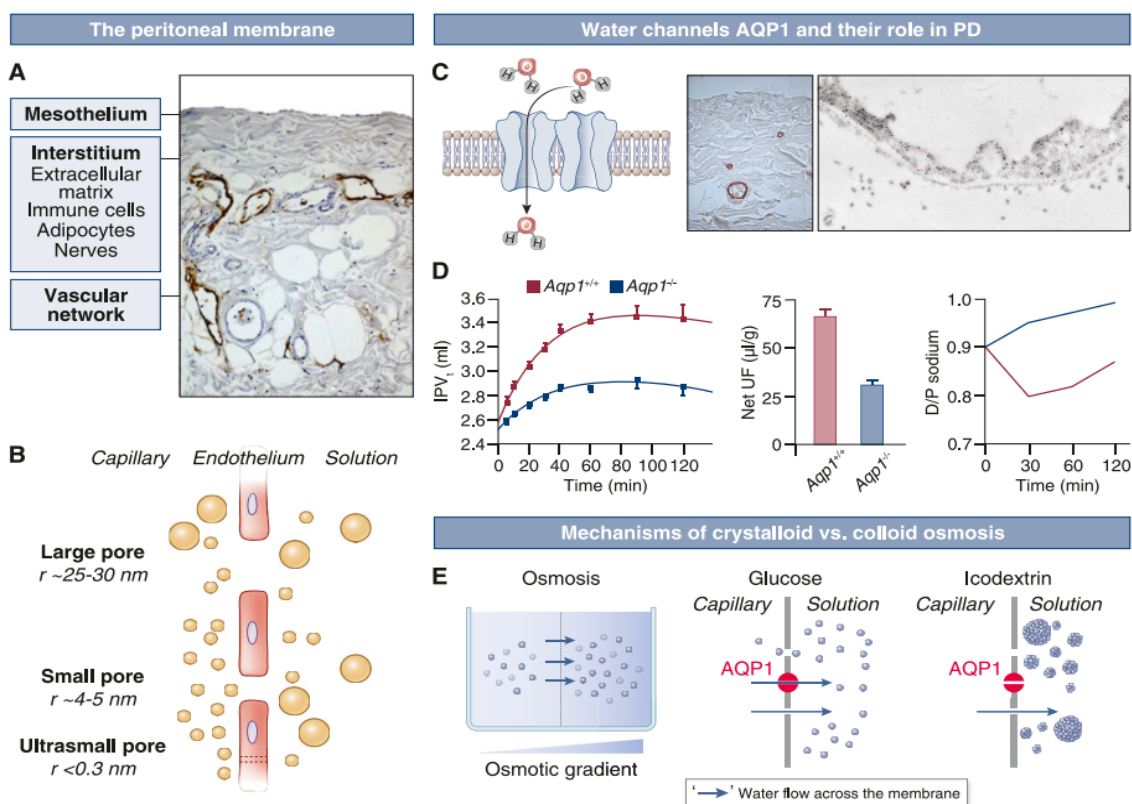 The peritoneal membrane
Water channels AQP1 and their role in PD
A
Mesothelium
Interstitium
Extracellular
matrix
Immune cells
Adipocytes
Nerves
Vascular
network
B
Capillary Endothelium Solution
Large pore
r ~25-30 nm
Small pore
r ~4-5 nm
Ultrasmall pore
r <0.3 nm
C
H H H H
H H
D
Aqp1+/+ Aqp1-/-
IPVt (ml)
3.6
3.4
3.2
3.0
2.8
2.6
2.4
0 20 40 60 80 100 120
Time (min)
Net UF (µl/g)
75
50
25
0
Aqp1+/+ Aqp1-/-
D/P sodium
1.0
0.9
0.8
0.7
0 30 60 120
Time (min)
Mechanisms of crystalloid vs. colloid osmosis
E
Osmosis
Osmotic gradient
Glucose
Capillary Solution
AQP1
Icodextrin
Capillary Solution
AQP1
' → ' Water flow across the membrane